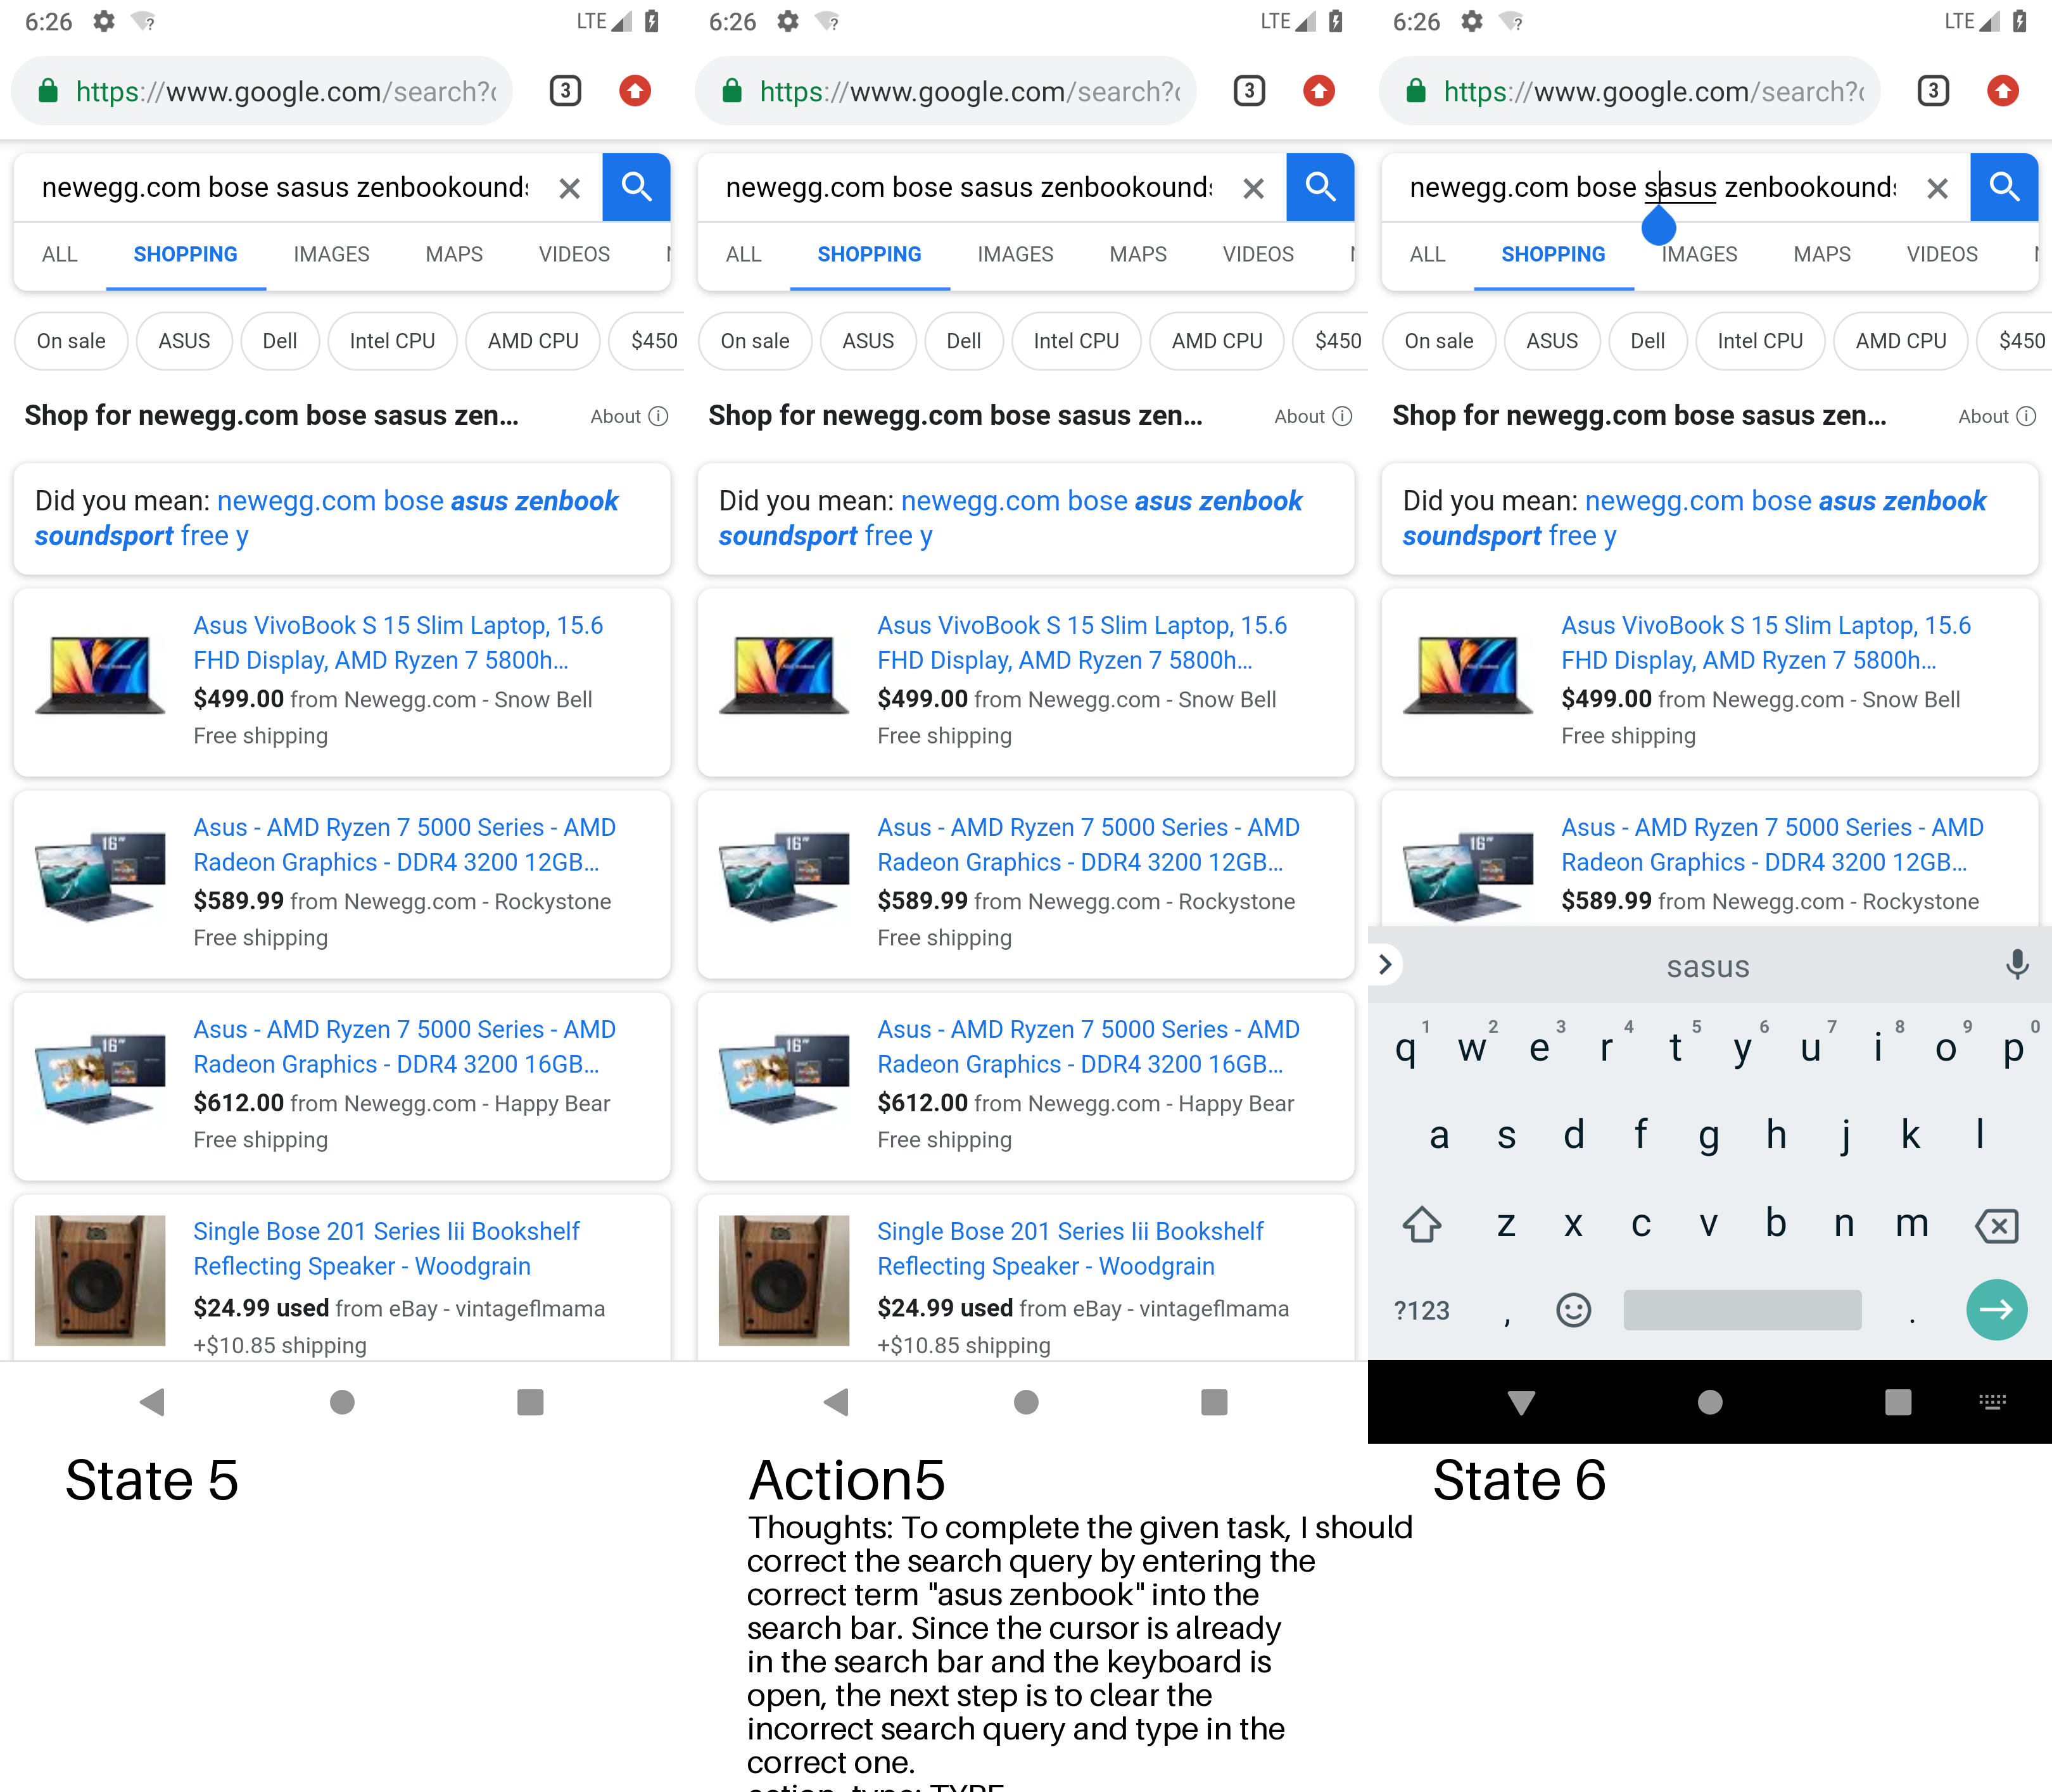 6:26
LTE
https://www.google.com/search?
3
newegg.com bose sasus zenbookounds
ALL SHOPPING IMAGES MAPS VIDEOS
On sale ASUS Dell Intel CPU AMD CPU $450
Shop for newegg.com bose sasus zen...
About
Did you mean: newegg.com bose asus zenbook
soundsport free y
Asus VivoBook S 15 Slim Laptop, 15.6
FHD Display, AMD Ryzen 7 5800h...
$499.00 from Newegg.com - Snow Bell
Free shipping
16"
Asus - AMD Ryzen 7 5000 Series - AMD
Radeon Graphics - DDR4 3200 12GB...
$589.99 from Newegg.com - Rockystone
Free shipping
16"
Asus - AMD Ryzen 7 5000 Series - AMD
Radeon Graphics - DDR4 3200 16GB...
$612.00 from Newegg.com - Happy Bear
Free shipping
Single Bose 201 Series Iii Bookshelf
Reflecting Speaker - Woodgrain
$24.99 used from eBay - vintageflmama
+$10.85 shipping
State 5
6:26
LTE
https://www.google.com/search?
3
newegg.com bose sasus zenbookounds
ALL SHOPPING IMAGES MAPS VIDEOS
On sale ASUS Dell Intel CPU AMD CPU $450
Shop for newegg.com bose sasus zen...
About
Did you mean: newegg.com bose asus zenbook
soundsport free y
Asus VivoBook S 15 Slim Laptop, 15.6
FHD Display, AMD Ryzen 7 5800h...
$499.00 from Newegg.com - Snow Bell
Free shipping
16"
Asus - AMD Ryzen 7 5000 Series - AMD
Radeon Graphics - DDR4 3200 12GB...
$589.99 from Newegg.com - Rockystone
Free shipping
16"
Asus - AMD Ryzen 7 5000 Series - AMD
Radeon Graphics - DDR4 3200 16GB...
$612.00 from Newegg.com - Happy Bear
Free shipping
Single Bose 201 Series Iii Bookshelf
Reflecting Speaker - Woodgrain
$24.99 used from eBay - vintageflmama
+$10.85 shipping
Action5
Thoughts: To complete the given task, I should
correct the search query by entering the
correct term "asus zenbook" into the
search bar. Since the cursor is already
in the search bar and the keyboard is
open, the next step is to clear the
incorrect search query and type in the
correct one.
action_type: TYPE
6:26
LTE
https://www.google.com/search?
3
newegg.com bose sasus zenbookounds
ALL SHOPPING IMAGES MAPS VIDEOS
On sale ASUS Dell Intel CPU AMD CPU $450
Shop for newegg.com bose sasus zen...
About
Did you mean: newegg.com bose asus zenbook
soundsport free y
Asus VivoBook S 15 Slim Laptop, 15.6
FHD Display, AMD Ryzen 7 5800h...
$499.00 from Newegg.com - Snow Bell
Free shipping
16"
Asus - AMD Ryzen 7 5000 Series - AMD
Radeon Graphics - DDR4 3200 12GB...
$589.99 from Newegg.com - Rockystone
sasus
1 2 3 4 5 6 7 8 9 0
q w e r t y u i o p
a s d f g h j k l
z x c v b n m
?123 , .
State 6